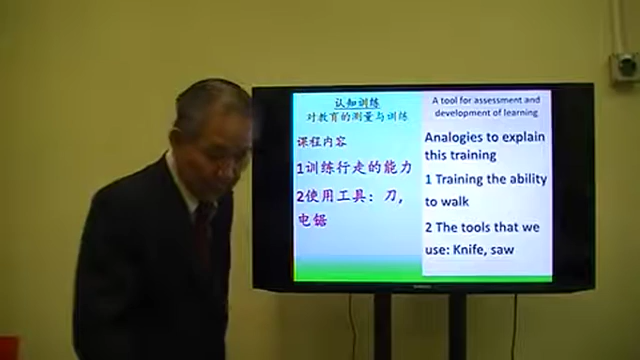 认知训练
对教育的测量与训练
课程内容
1训练行走的能力
2使用工具：刀，
电锯
A tool for assessment and
development of learning
Analogies to explain
this training
1 Training the ability
to walk
2 The tools that we
use: Knife, saw